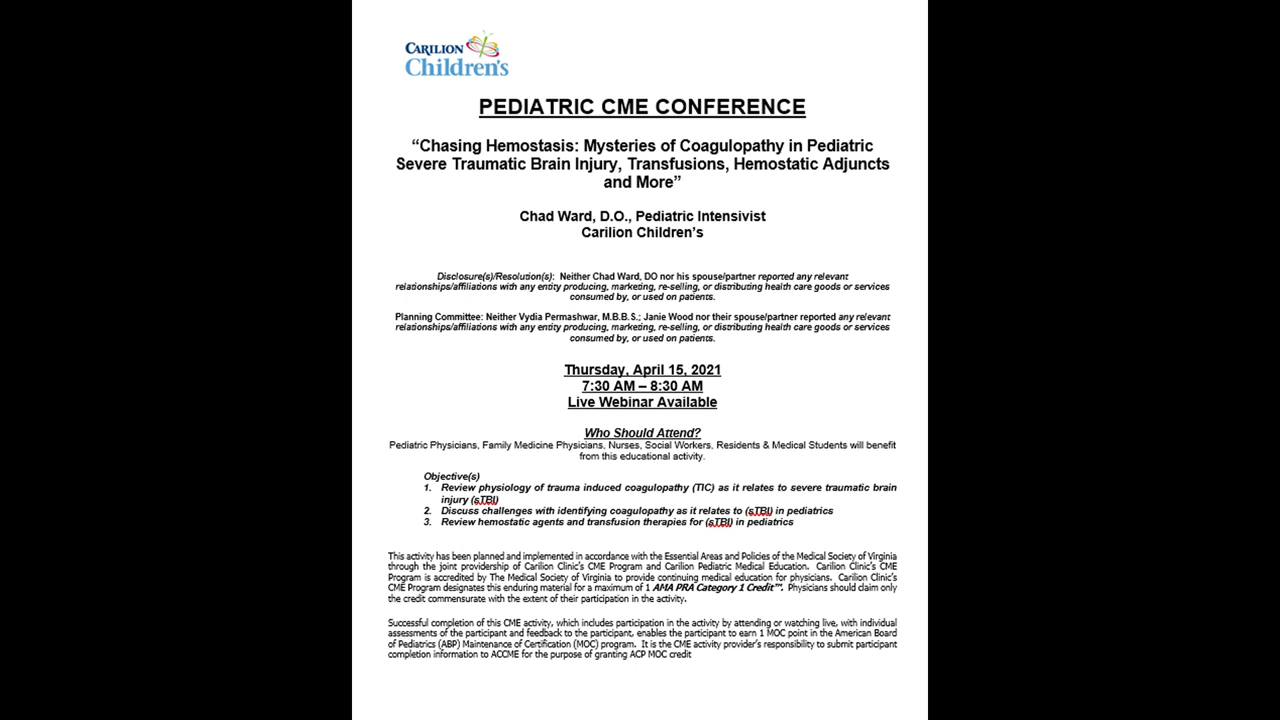 CARILION
Children's
PEDIATRIC CME CONFERENCE
“Chasing Hemostasis: Mysteries of Coagulopathy in Pediatric
Severe Traumatic Brain Injury, Transfusions, Hemostatic Adjuncts
and More”
Chad Ward, D.O., Pediatric Intensivist
Carilion Children’s
Disclosure(s)/Resolution(s): Neither Chad Ward, DO nor his spouse/partner reported any relevant
relationships/affiliations with any entity producing, marketing, re-selling, or distributing health care goods or services
consumed by, or used on patients.
Planning Committee: Neither Vydia Permashwar, M.B.B.S.; Janie Wood nor their spouse/partner reported any relevant
relationships/affiliations with any entity producing, marketing, re-selling, or distributing health care goods or services
consumed by, or used on patients.
Thursday, April 15, 2021
7:30 AM – 8:30 AM
Live Webinar Available
Who Should Attend?
Pediatric Physicians, Family Medicine Physicians, Nurses, Social Workers, Residents & Medical Students will benefit
from this educational activity.
Objective(s)
1. Review physiology of trauma induced coagulopathy (TIC) as it relates to severe traumatic brain
injury (sTBI)
2. Discuss challenges with identifying coagulopathy as it relates to (sTBI) in pediatrics
3. Review hemostatic agents and transfusion therapies for (sTBI) in pediatrics
This activity has been planned and implemented in accordance with the Essential Areas and Policies of the Medical Society of Virginia
through the joint providership of Carilion Clinic’s CME Program and Carilion Pediatric Medical Education. Carilion Clinic’s CME
Program is accredited by The Medical Society of Virginia to provide continuing medical education for physicians. Carilion Clinic’s
CME Program designates this enduring material for a maximum of 1 AMA PRA Category 1 Credit™. Physicians should claim only
the credit commensurate with the extent of their participation in the activity.
Successful completion of this CME activity, which includes participation in the activity by attending or watching live, with individual
assessments of the participant and feedback to the participant, enables the participant to earn 1 MOC point in the American Board
of Pediatrics (ABP) Maintenance of Certification (MOC) program. It is the CME activity provider’s responsibility to submit participant
completion information to ACCME for the purpose of granting ACP MOC credit